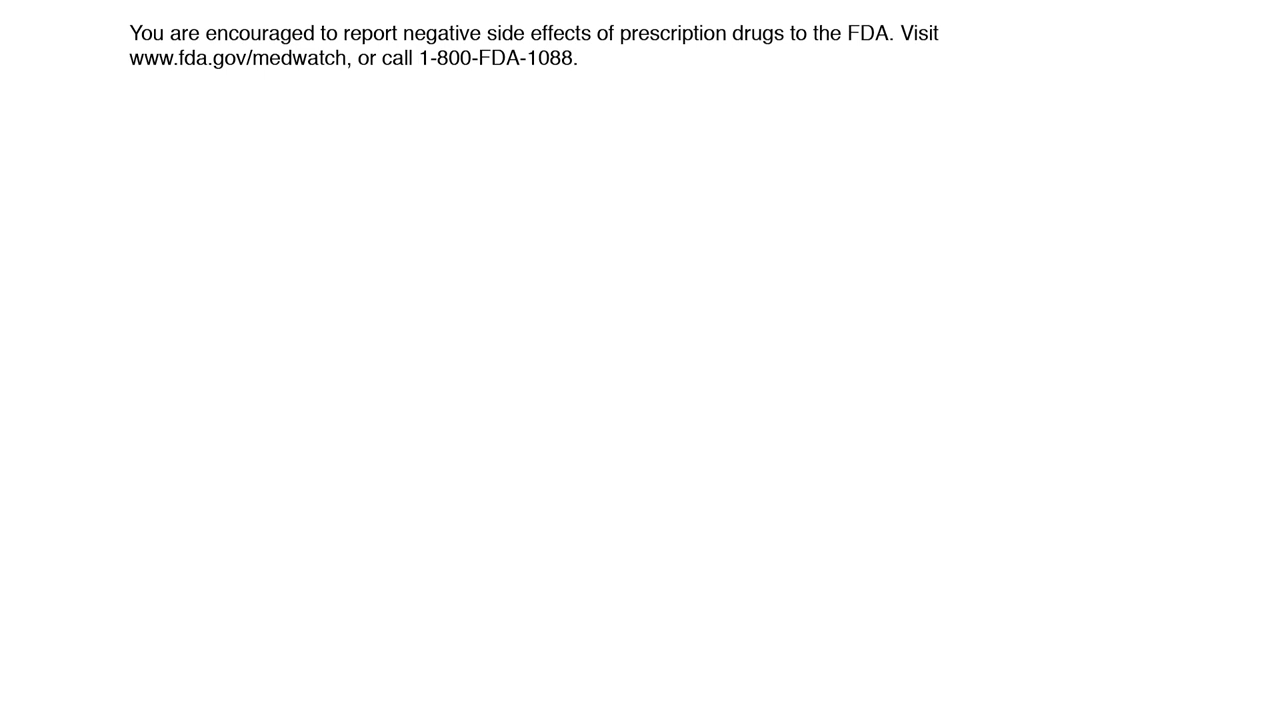 You are encouraged to report negative side effects of prescription drugs to the FDA. Visit
www.fda.gov/medwatch, or call 1-800-FDA-1088.